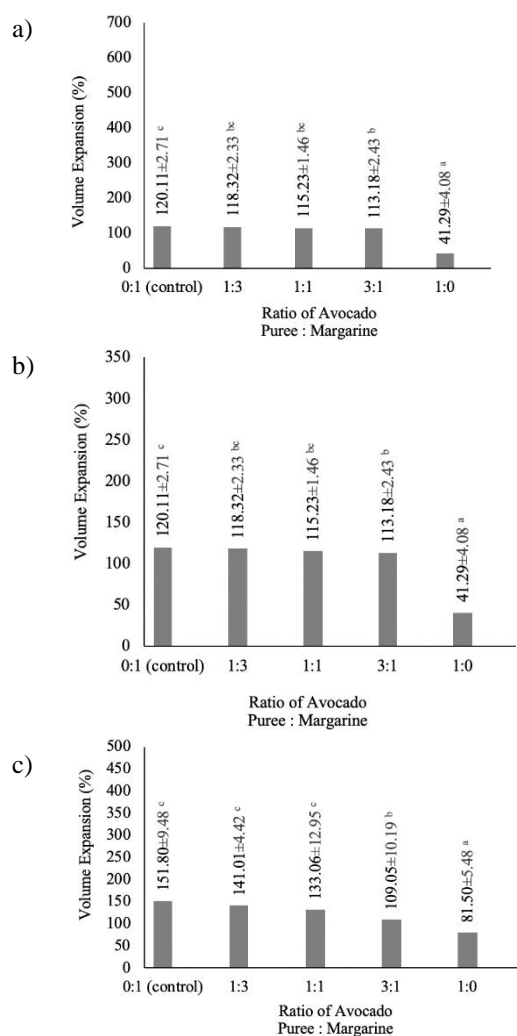 a)
Volume Expansion (%)
700
600
500
400
300
200
100
0
120.11±2.71 c
118.32±2.33 bc
115.23±1.46 bc
113.18±2.43 b
41.29±4.08 a
0:1 (control) 1:3 1:1 3:1 1:0
Ratio of Avocado
Puree : Margarine
b)
Volume Expansion (%)
350
300
250
200
150
100
50
0
120.11±2.71 c
118.32±2.33 bc
115.23±1.46 bc
113.18±2.43 b
41.29±4.08 a
0:1 (control) 1:3 1:1 3:1 1:0
Ratio of Avocado
Puree : Margarine
c)
Volume Expansion (%)
500
450
400
350
300
250
200
150
100
50
0
151.80±9.48 c
141.01±4.42 c
133.06±12.95 c
109.05±10.19 b
81.50±5.48 a
0:1 (control) 1:3 1:1 3:1 1:0
Ratio of Avocado
Puree : Margarine